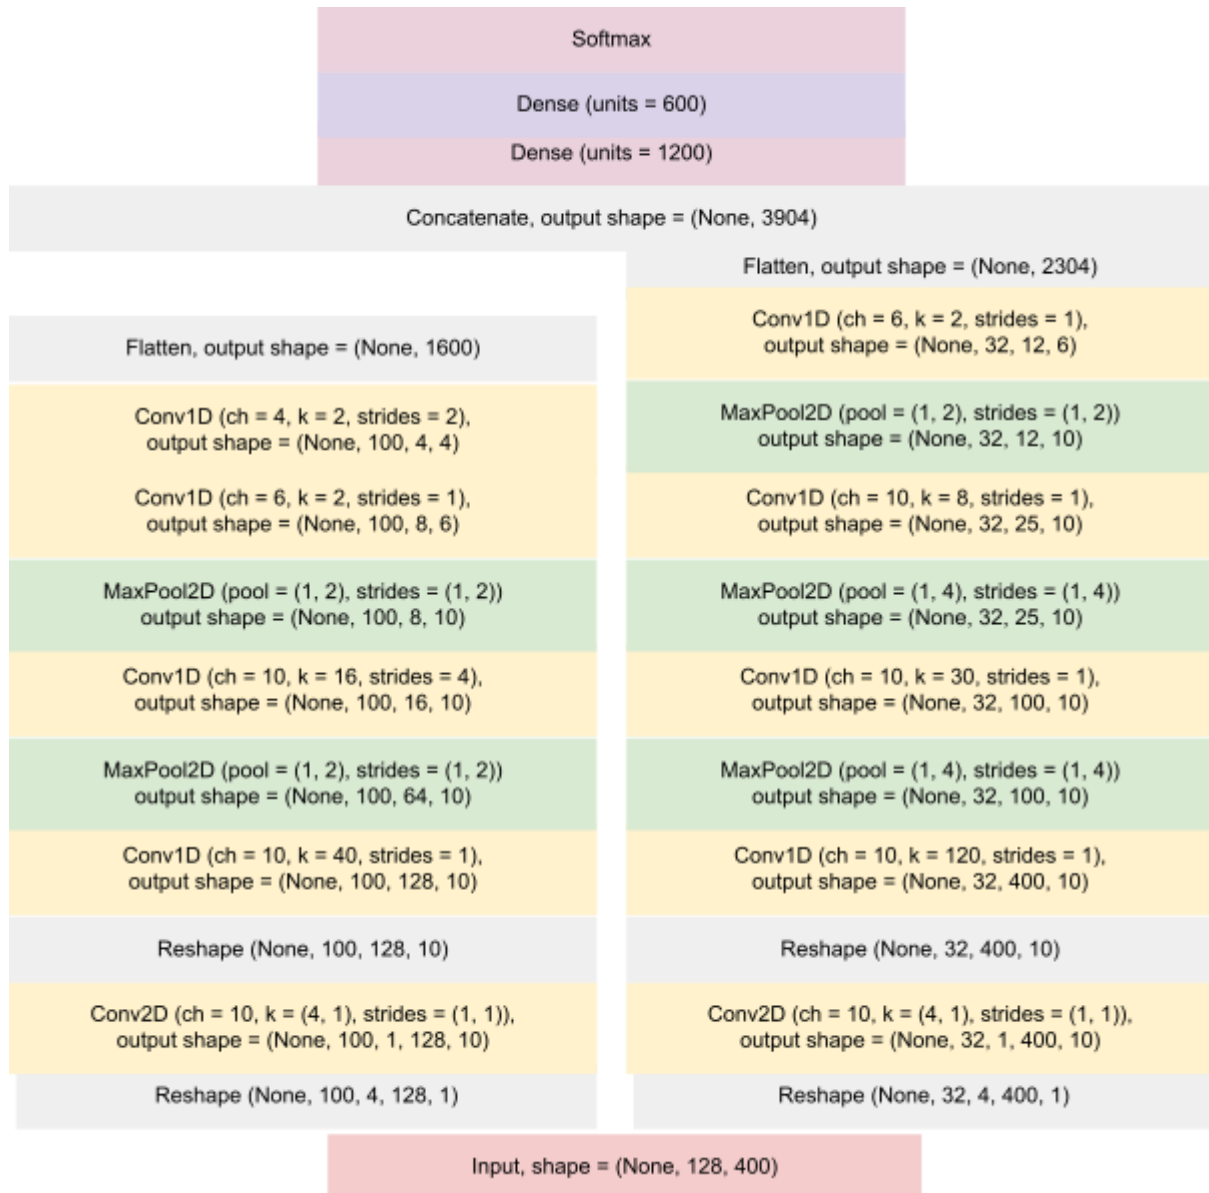 Softmax
Dense (units = 600)
Dense (units = 1200)
Concatenate, output shape = (None, 3904)
Flatten, output shape = (None, 1600)
Conv1D (ch = 4, k = 2, strides = 2),
output shape = (None, 100, 4, 4)
Conv1D (ch = 6, k = 2, strides = 1),
output shape = (None, 100, 8, 6)
MaxPool2D (pool = (1, 2), strides = (1, 2))
output shape = (None, 100, 8, 10)
Conv1D (ch = 10, k = 16, strides = 4),
output shape = (None, 100, 16, 10)
MaxPool2D (pool = (1, 2), strides = (1, 2))
output shape = (None, 100, 64, 10)
Conv1D (ch = 10, k = 40, strides = 1),
output shape = (None, 100, 128, 10)
Reshape (None, 100, 128, 10)
Conv2D (ch = 10, k = (4, 1), strides = (1, 1)),
output shape = (None, 100, 1, 128, 10)
Reshape (None, 100, 4, 128, 1)
Flatten, output shape = (None, 2304)
Conv1D (ch = 6, k = 2, strides = 1),
output shape = (None, 32, 12, 6)
MaxPool2D (pool = (1, 2), strides = (1, 2))
output shape = (None, 32, 12, 10)
Conv1D (ch = 10, k = 8, strides = 1),
output shape = (None, 32, 25, 10)
MaxPool2D (pool = (1, 4), strides = (1, 4))
output shape = (None, 32, 25, 10)
Conv1D (ch = 10, k = 30, strides = 1),
output shape = (None, 32, 100, 10)
MaxPool2D (pool = (1, 4), strides = (1, 4))
output shape = (None, 32, 100, 10)
Conv1D (ch = 10, k = 120, strides = 1),
output shape = (None, 32, 400, 10)
Reshape (None, 32, 400, 10)
Conv2D (ch = 10, k = (4, 1), strides = (1, 1)),
output shape = (None, 32, 1, 400, 10)
Reshape (None, 32, 4, 400, 1)
Input, shape = (None, 128, 400)